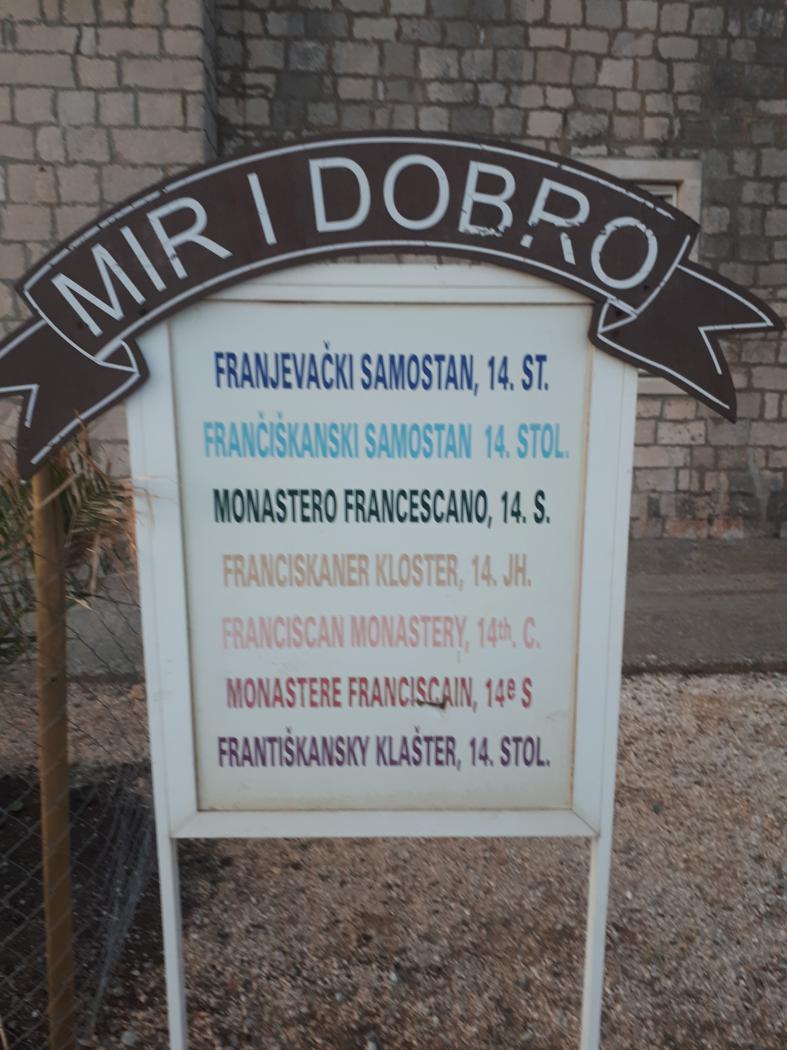 MIR I DOBRO
FRANJEVAČKI SAMOSTAN, 14. ST.
FRANČIŠKANSKI SAMOSTAN 14. STOL.
MONASTERO FRANCESCANO, 14. S.
FRANCISKANER KLOSTER, 14. JH.
FRANCISCAN MONASTERY, 14th. C.
MONASTERE FRANCISCAIN, 14e S
FRANTIŠKANSKY KLAŠTER, 14. STOL.